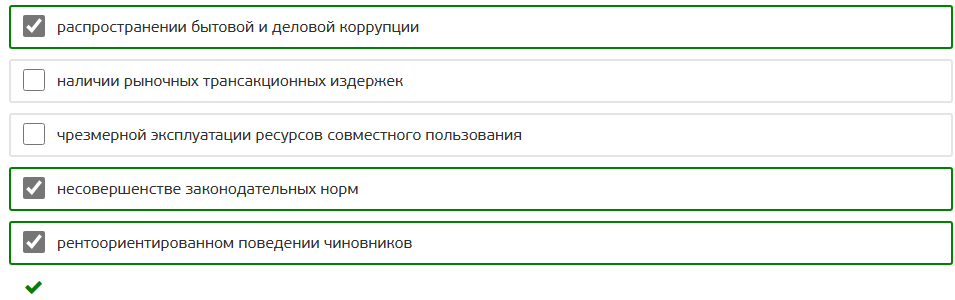 распространении бытовой и деловой коррупции
наличии рыночных трансакционных издержек
чрезмерной эксплуатации ресурсов совместного пользования
несовершенстве законодательных норм
рентоориентированном поведении чиновников